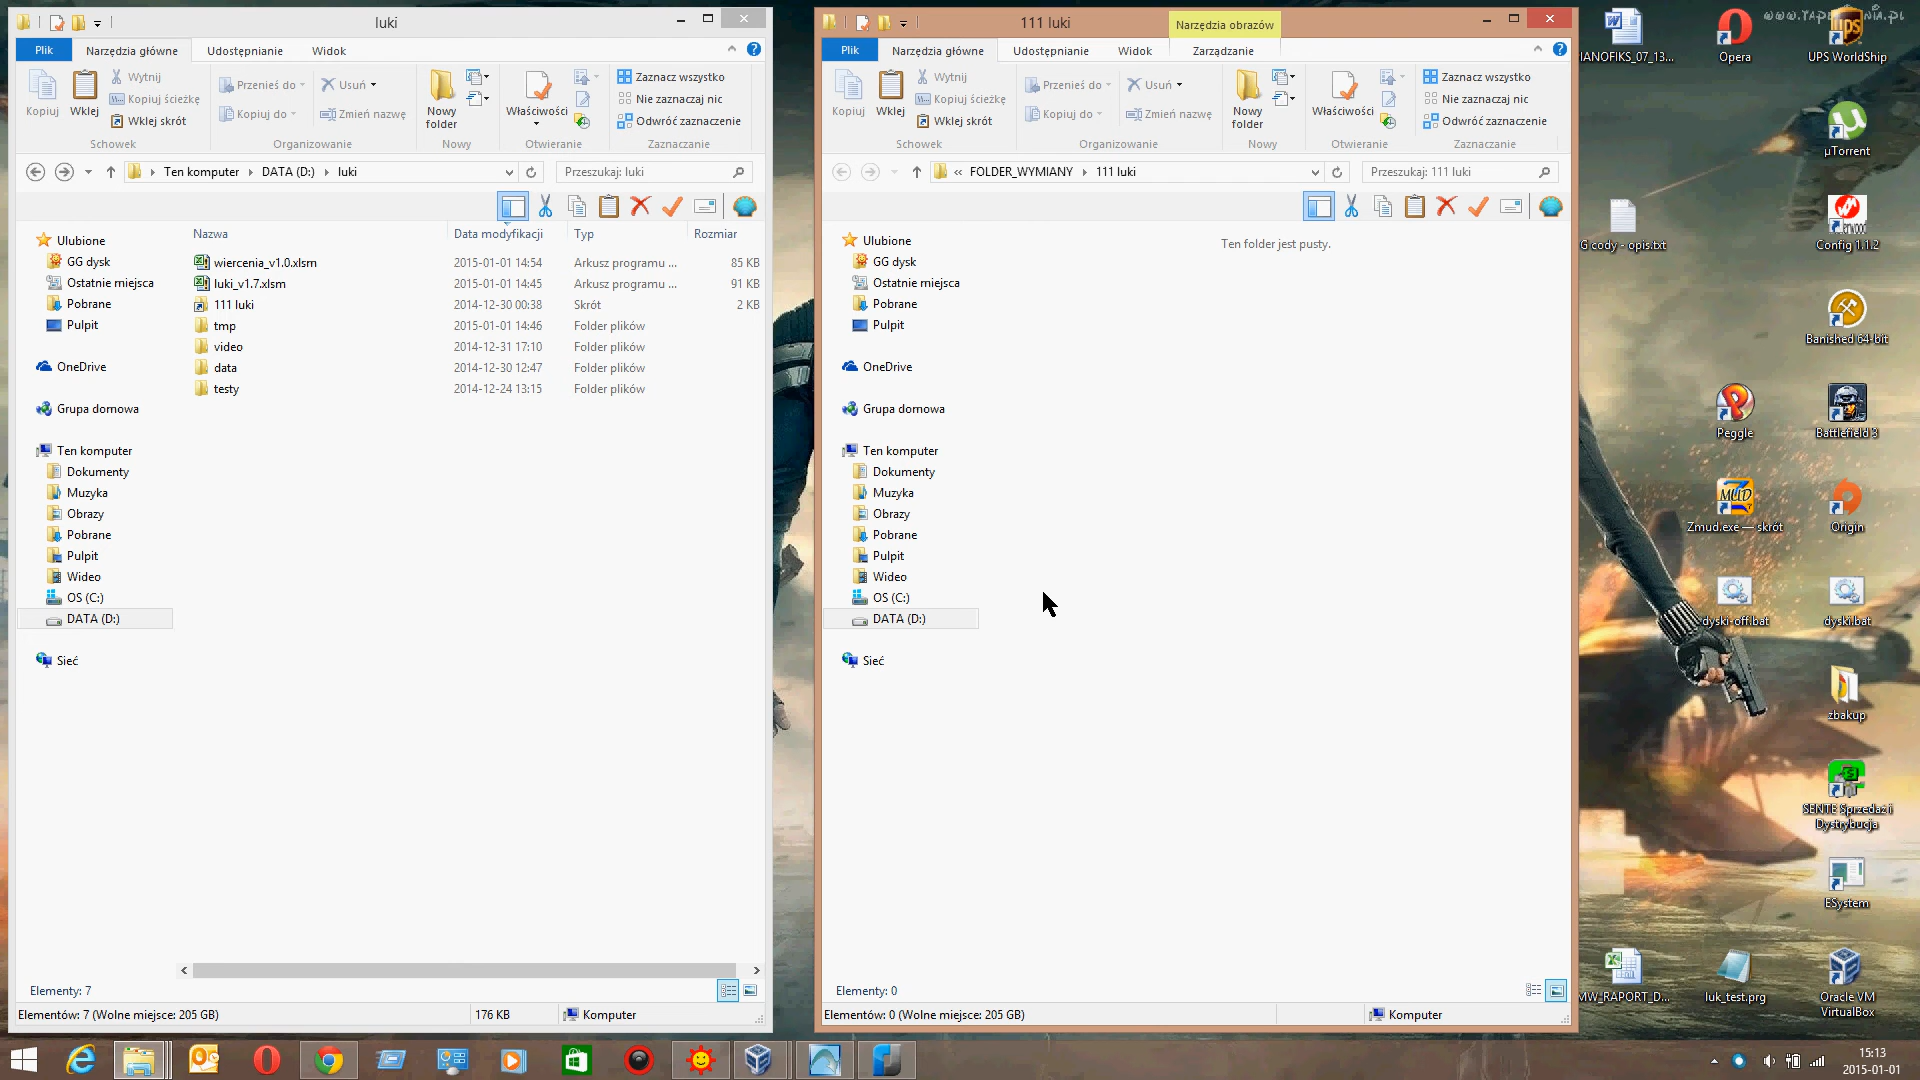 luki
Plik
Narzędzia główne
Udostępnianie
Widok
Kopiuj
Wklej
Wytnij
Kopiuj ścieżkę
Wklej skrót
Schowek
Przenieś do
Kopiuj do
Usuń
Zmień nazwę
Organizowanie
Nowy folder
Nowy
Właściwości
Otwieranie
Zaznacz wszystko
Nie zaznaczaj nic
Odwróć zaznaczenie
Zaznaczanie
Ten komputer DATA (D:) luki
Przeszukaj: luki
Ulubione
GG dysk
Ostatnie miejsca
Pobrane
Pulpit
OneDrive
Grupa domowa
Ten komputer
Dokumenty
Muzyka
Obrazy
Pobrane
Pulpit
Wideo
OS (C:)
DATA (D:)
Sieć
Nazwa Data modyfikacji Typ Rozmiar
wiercenia_v1.0.xlsm 2015-01-01 14:54 Arkusz programu ... 85 KB
luki_v1.7.xlsm 2015-01-01 14:45 Arkusz programu ... 91 KB
111 luki 2014-12-30 00:38 Skrót 2 KB
tmp 2015-01-01 14:46 Folder plików
video 2014-12-31 17:10 Folder plików
data 2014-12-30 12:47 Folder plików
testy 2014-12-24 13:15 Folder plików
Elementy: 7
Elementów: 7 (Wolne miejsce: 205 GB) 176 KB Komputer
111 luki
Narzędzia obrazów
Plik
Narzędzia główne
Udostępnianie
Widok
Zarządzanie
Kopiuj
Wklej
Wytnij
Kopiuj ścieżkę
Wklej skrót
Schowek
Przenieś do
Kopiuj do
Usuń
Zmień nazwę
Organizowanie
Nowy folder
Nowy
Właściwości
Otwieranie
Zaznacz wszystko
Nie zaznaczaj nic
Odwróć zaznaczenie
Zaznaczanie
« FOLDER_WYMIANY 111 luki
Przeszukaj: 111 luki
Ten folder jest pusty.
Ulubione
GG dysk
Ostatnie miejsca
Pobrane
Pulpit
OneDrive
Grupa domowa
Ten komputer
Dokumenty
Muzyka
Obrazy
Pobrane
Pulpit
Wideo
OS (C:)
DATA (D:)
Sieć
Elementy: 0
Elementów: 0 (Wolne miejsce: 205 GB) Komputer
IANOFIKS_07_13...
Opera
UPS WorldShip
µTorrent
G cody - opis.txt
Config 1.1.2
Banished 64-bit
Peggle
Battlefield 3
Zmud.exe — skrót
Origin
dyski-off.bat
dyski.bat
zbakup
SENTE Sprzedaż i
Dystrybucja
ESystem
MW_RAPORT_D...
luk_test.prg
Oracle VM
VirtualBox
15:13
2015-01-01